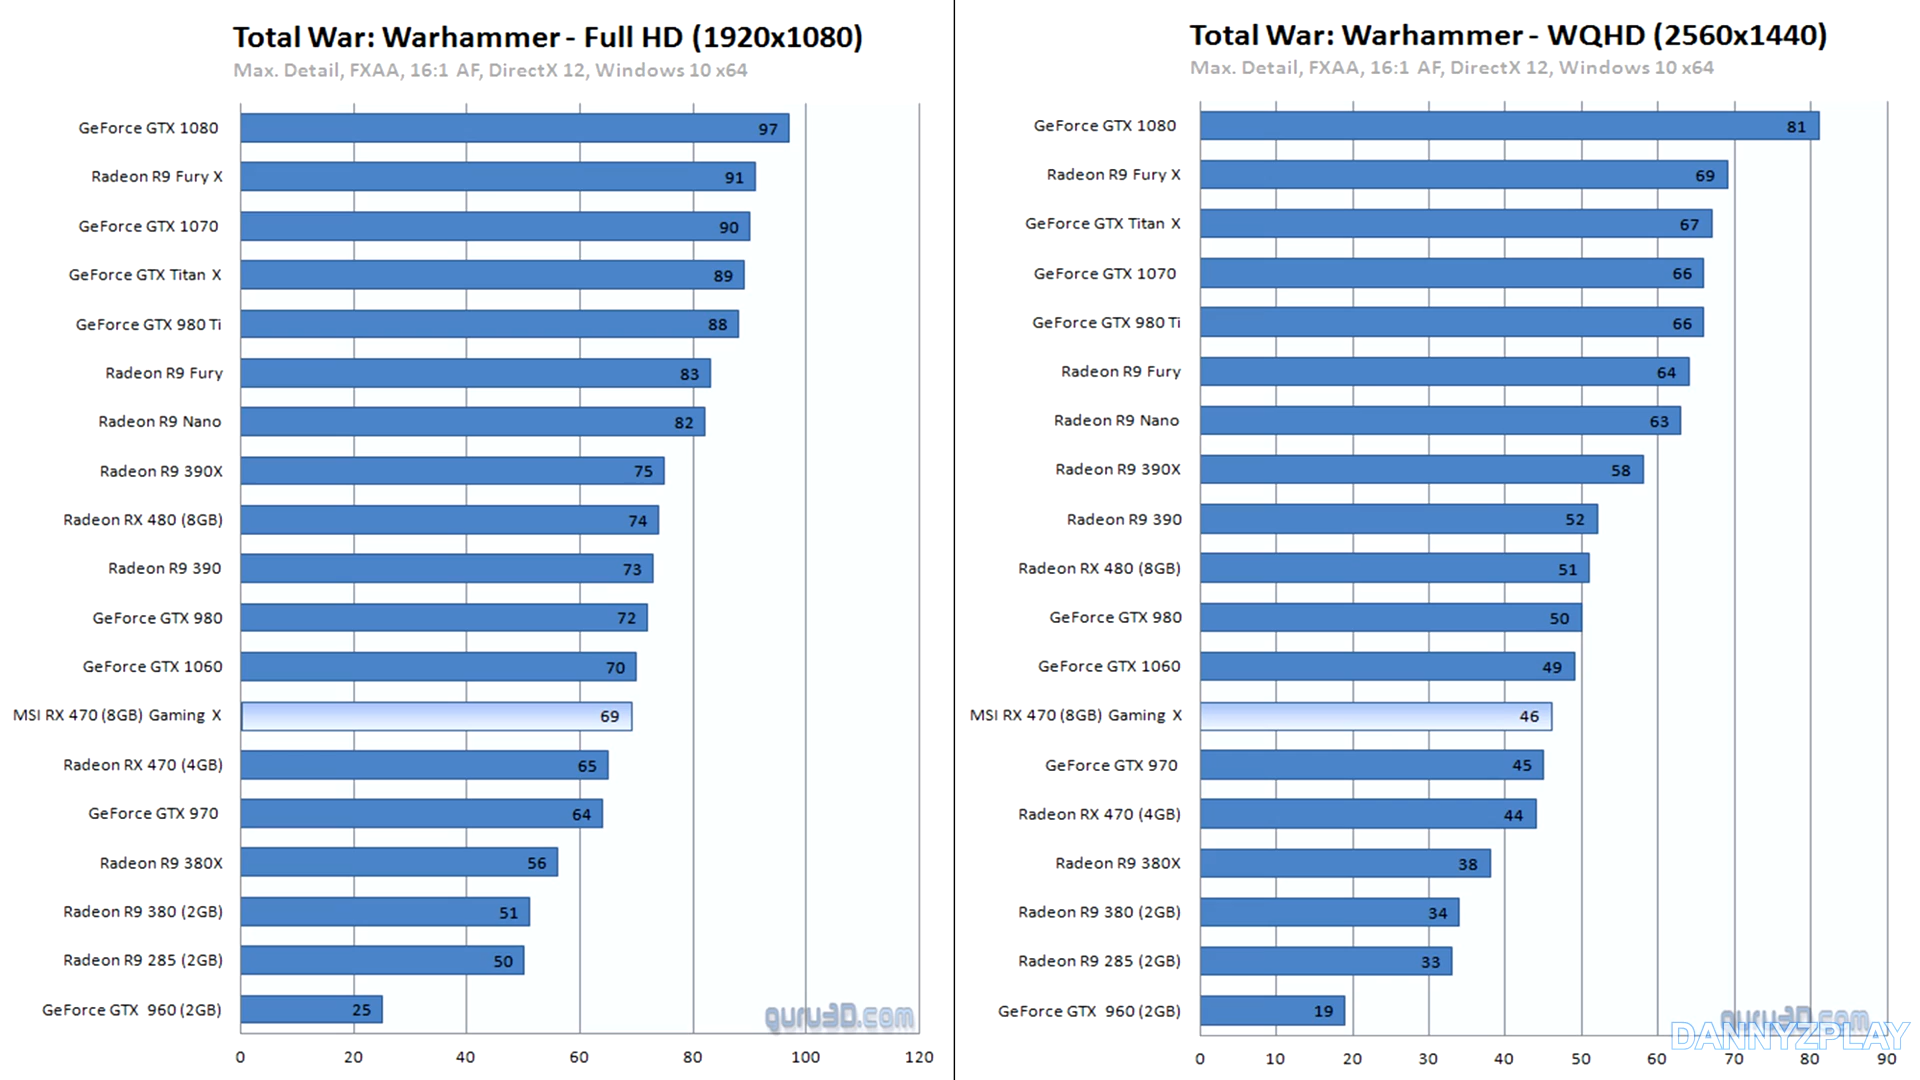 Total War: Warhammer - Full HD (1920x1080)
Max. Detail, FXAA, 16:1 AF, DirectX 12, Windows 10 x64
GeForce GTX 1080 97
Radeon R9 Fury X 91
GeForce GTX 1070 90
GeForce GTX Titan X 89
GeForce GTX 980 Ti 88
Radeon R9 Fury 83
Radeon R9 Nano 82
Radeon R9 390X 75
Radeon RX 480 (8GB) 74
Radeon R9 390 73
GeForce GTX 980 72
GeForce GTX 1060 70
MSI RX 470 (8GB) Gaming X 69
Radeon RX 470 (4GB) 65
GeForce GTX 970 64
Radeon R9 380X 56
Radeon R9 380 (2GB) 51
Radeon R9 285 (2GB) 50
GeForce GTX 960 (2GB) 25
guru3D.com
0 20 40 60 80 100 120
Total War: Warhammer - WQHD (2560x1440)
Max. Detail, FXAA, 16:1 AF, DirectX 12, Windows 10 x64
GeForce GTX 1080 81
Radeon R9 Fury X 69
GeForce GTX Titan X 67
GeForce GTX 1070 66
GeForce GTX 980 Ti 66
Radeon R9 Fury 64
Radeon R9 Nano 63
Radeon R9 390X 58
Radeon R9 390 52
Radeon RX 480 (8GB) 51
GeForce GTX 980 50
GeForce GTX 1060 49
MSI RX 470 (8GB) Gaming X 46
GeForce GTX 970 45
Radeon RX 470 (4GB) 44
Radeon R9 380X 38
Radeon R9 380 (2GB) 34
Radeon R9 285 (2GB) 33
GeForce GTX 960 (2GB) 19
guru3D.com
DANNYZPLAY
0 10 20 30 40 50 60 70 80 90